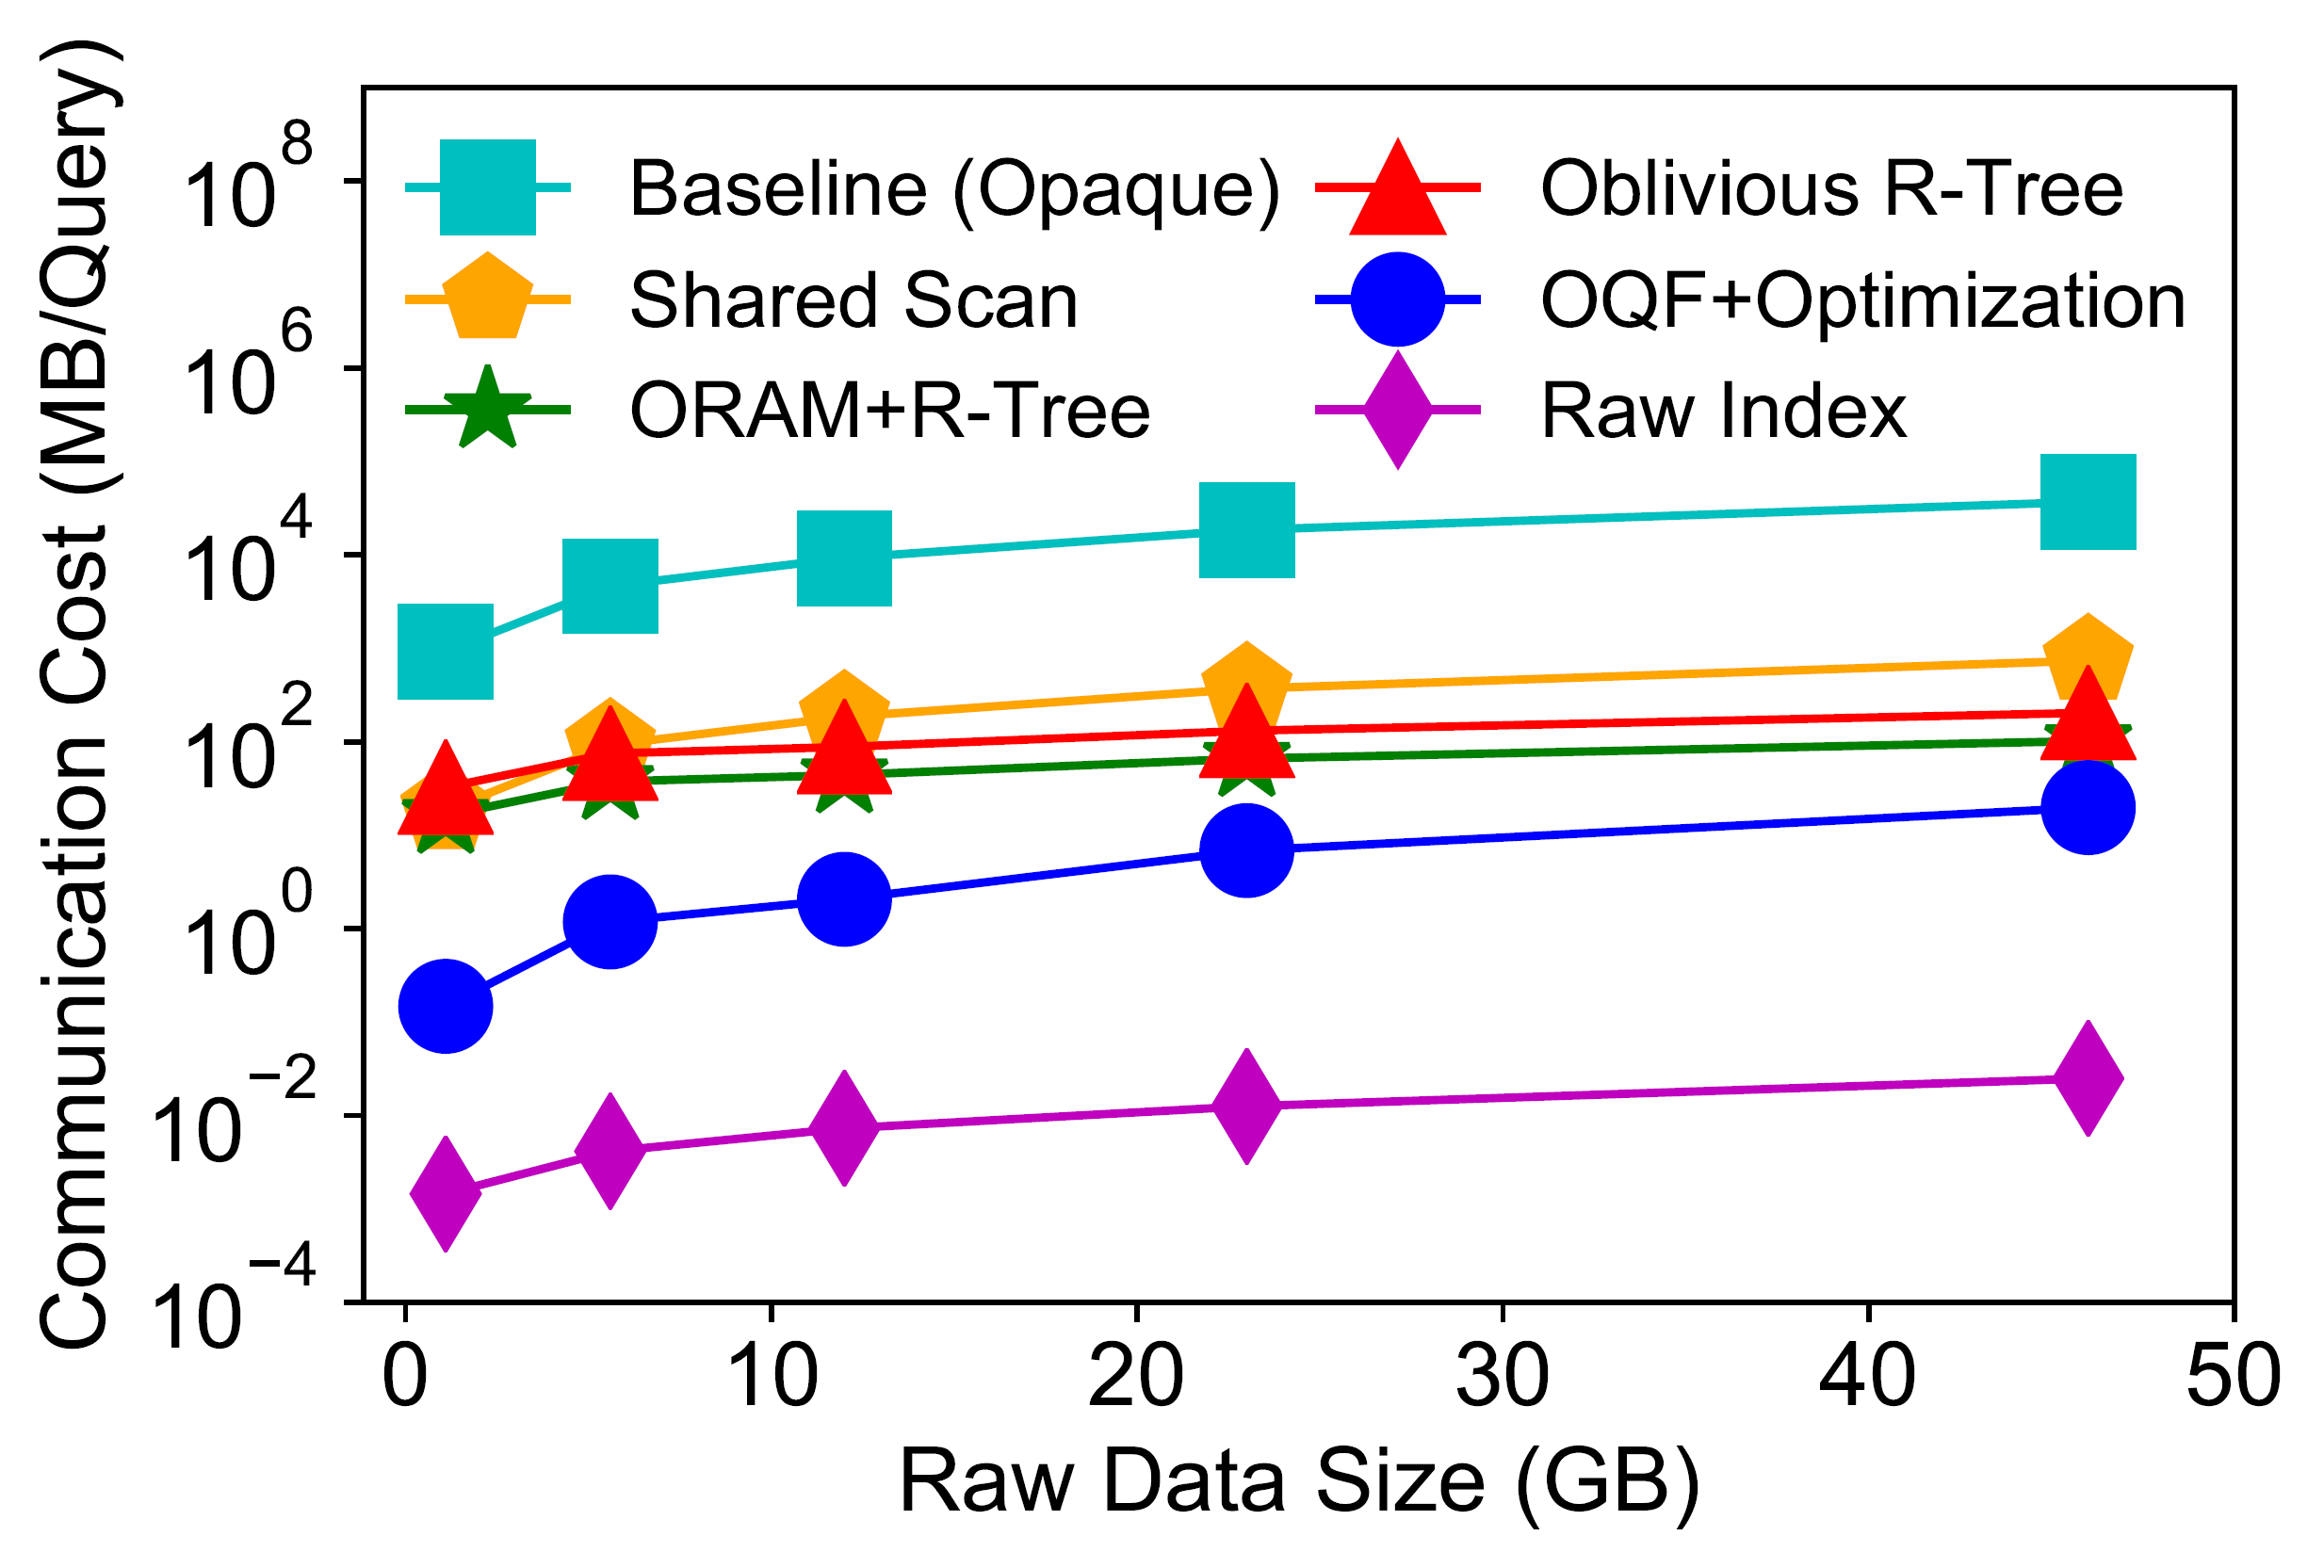 Communication Cost (MB/Query)
10^8
10^6
10^4
10^2
10^0
10^−2
10^−4
Baseline (Opaque)
Shared Scan
ORAM+R-Tree
Oblivious R-Tree
OQF+Optimization
Raw Index
0 10 20 30 40 50
Raw Data Size (GB)